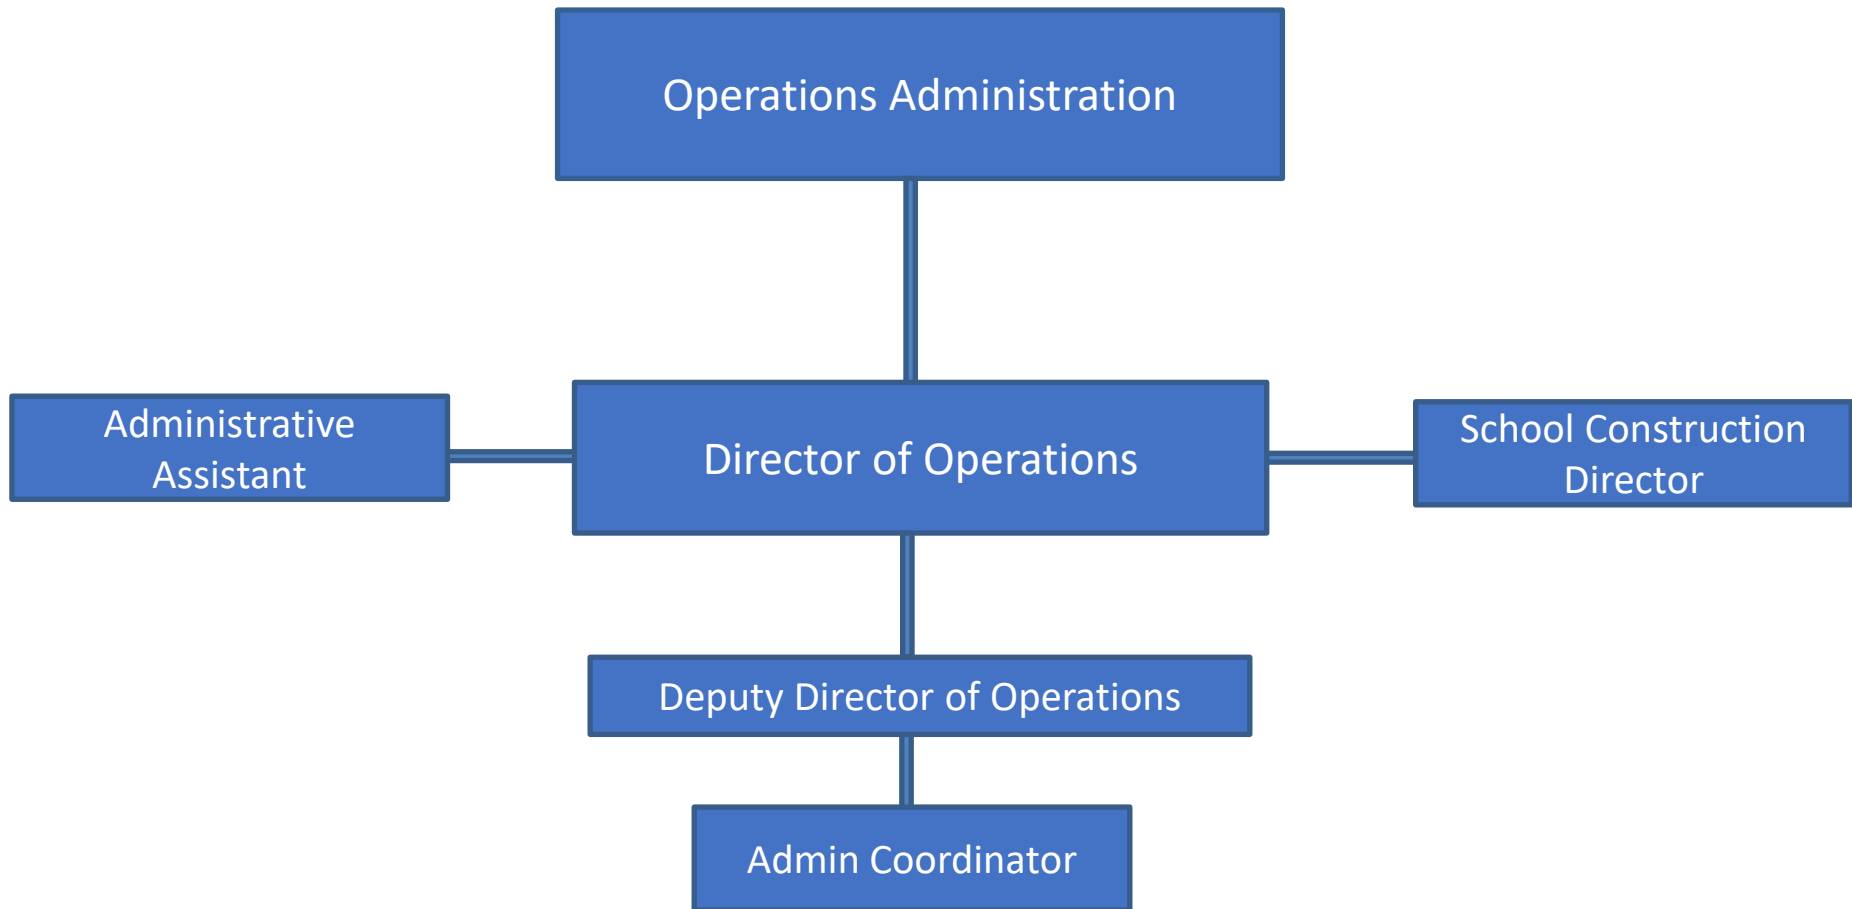 Operations Administration
Administrative
Assistant
Director of Operations
School Construction
Director
Deputy Director of Operations
Admin Coordinator